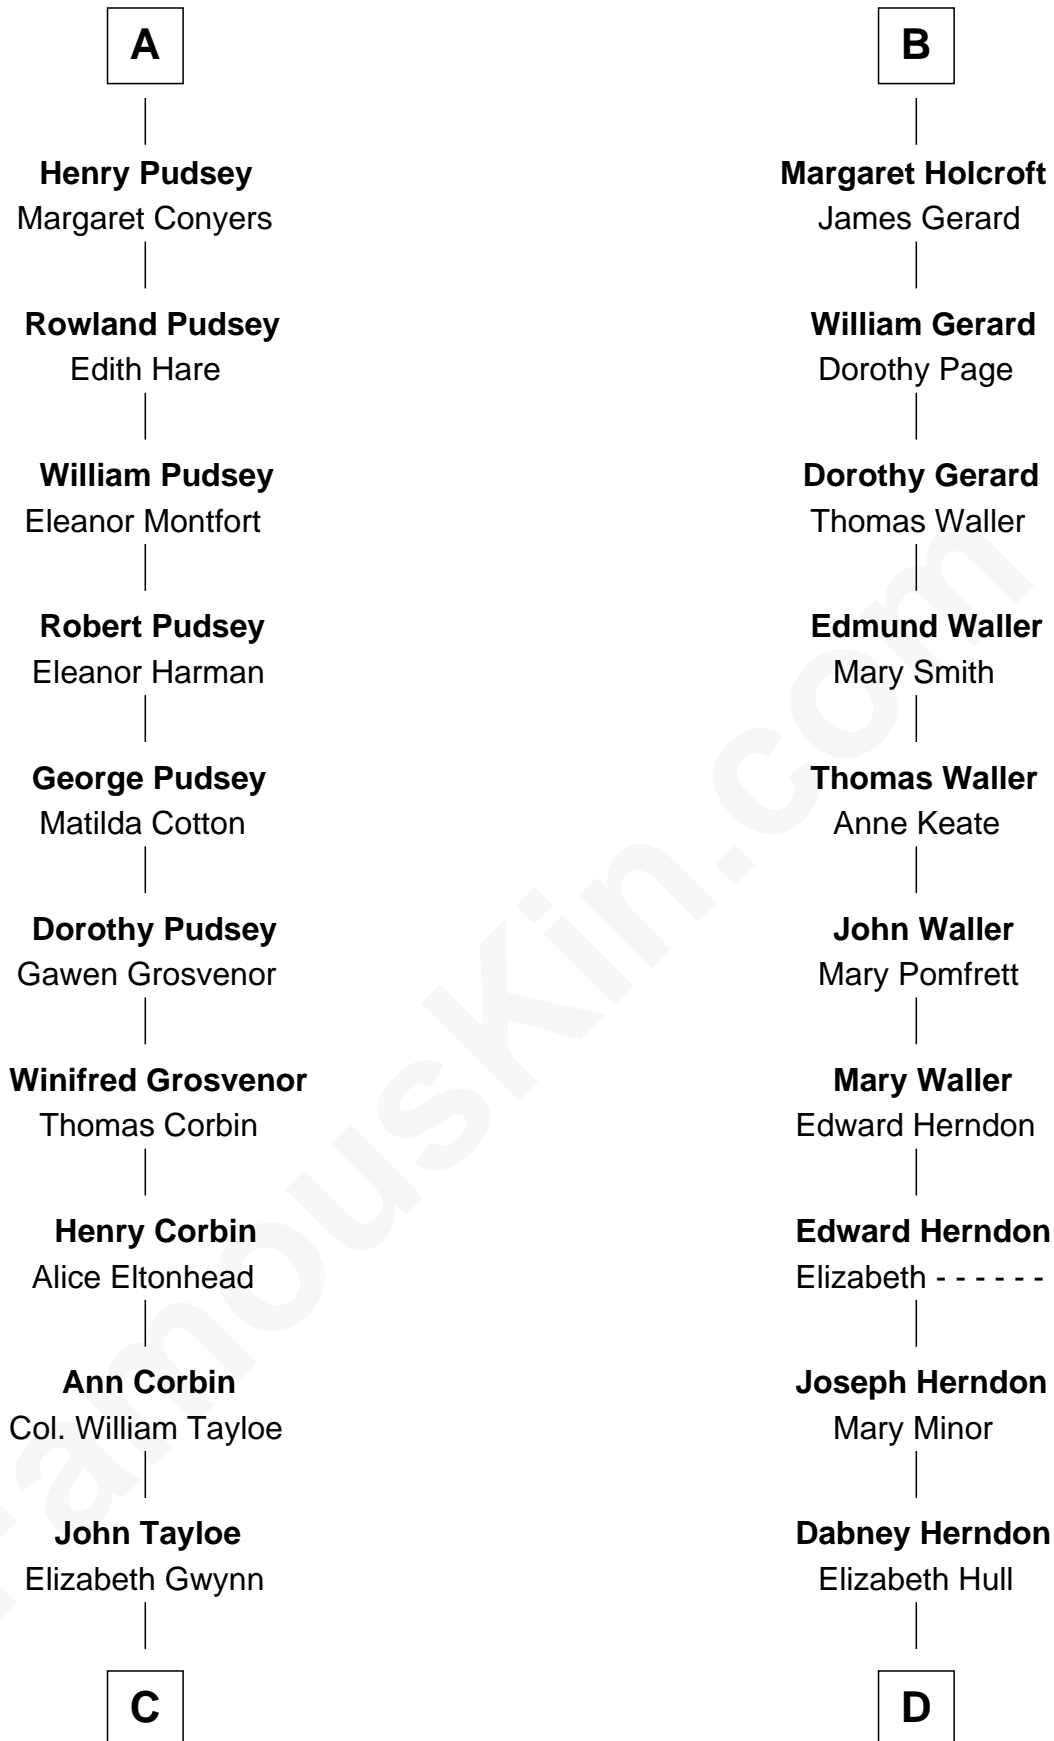 A
Henry Pudsey
Margaret Conyers
Rowland Pudsey
Edith Hare
William Pudsey
Eleanor Montfort
Robert Pudsey
Eleanor Harman
George Pudsey
Matilda Cotton
Dorothy Pudsey
Gawen Grosvenor
Winifred Grosvenor
Thomas Corbin
Henry Corbin
Alice Eltonhead
Ann Corbin
Col. William Tayloe
John Tayloe
Elizabeth Gwynn
C
B
Margaret Holcroft
James Gerard
William Gerard
Dorothy Page
Dorothy Gerard
Thomas Waller
Edmund Waller
Mary Smith
Thomas Waller
Anne Keate
John Waller
Mary Pomfrett
Mary Waller
Edward Herndon
Edward Herndon
Elizabeth - - - - - -
Joseph Herndon
Mary Minor
Dabney Herndon
Elizabeth Hull
D
FamousKin.com